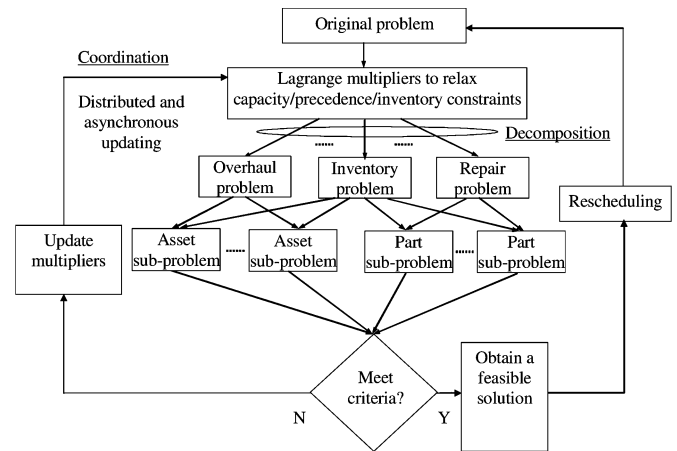 Original problem
Coordination
Lagrange multipliers to relax
capacity/precedence/inventory constraints
Distributed and
asynchronous
updating
Decomposition
......
......
Overhaul
problem
Inventory
problem
Repair
problem
Rescheduling
Update
multipliers
Asset
sub-problem
......
Asset
sub-problem
Part
sub-problem
......
Part
sub-problem
Meet
criteria?
N
Y
Obtain a
feasible
solution